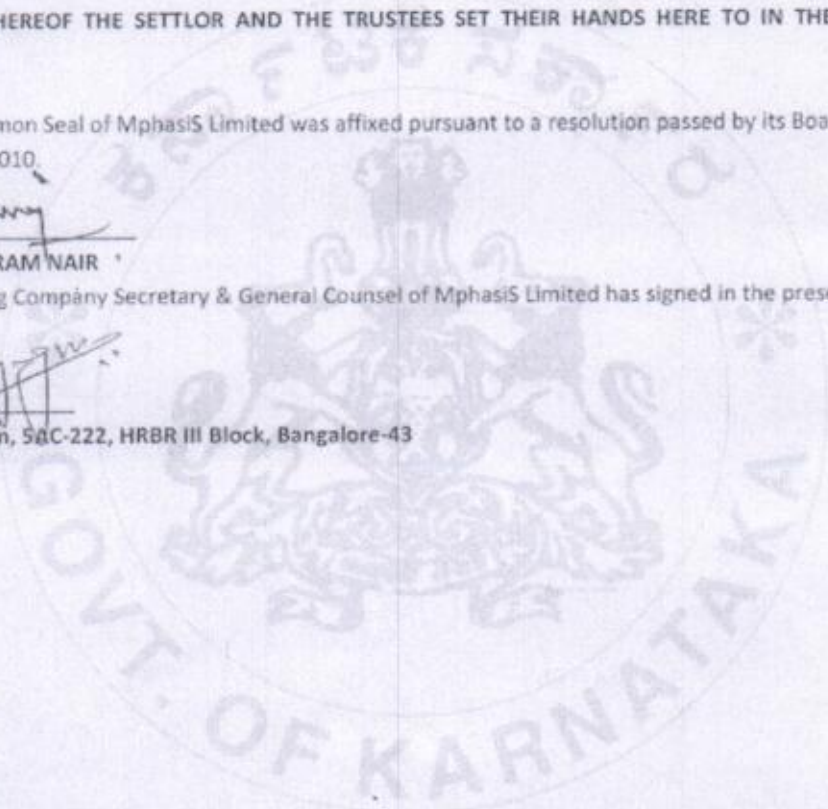 HEREOF THE SETTLOR AND THE TRUSTEES SET THEIR HANDS HERE TO IN THE
mon Seal of MphasiS Limited was affixed pursuant to a resolution passed by its Boa
010.
RAM NAIR
g Company Secretary & General Counsel of MphasiS Limited has signed in the prese
n, 5AC-222, HRBR III Block, Bangalore-43
GOVT. OF KARNATAKA